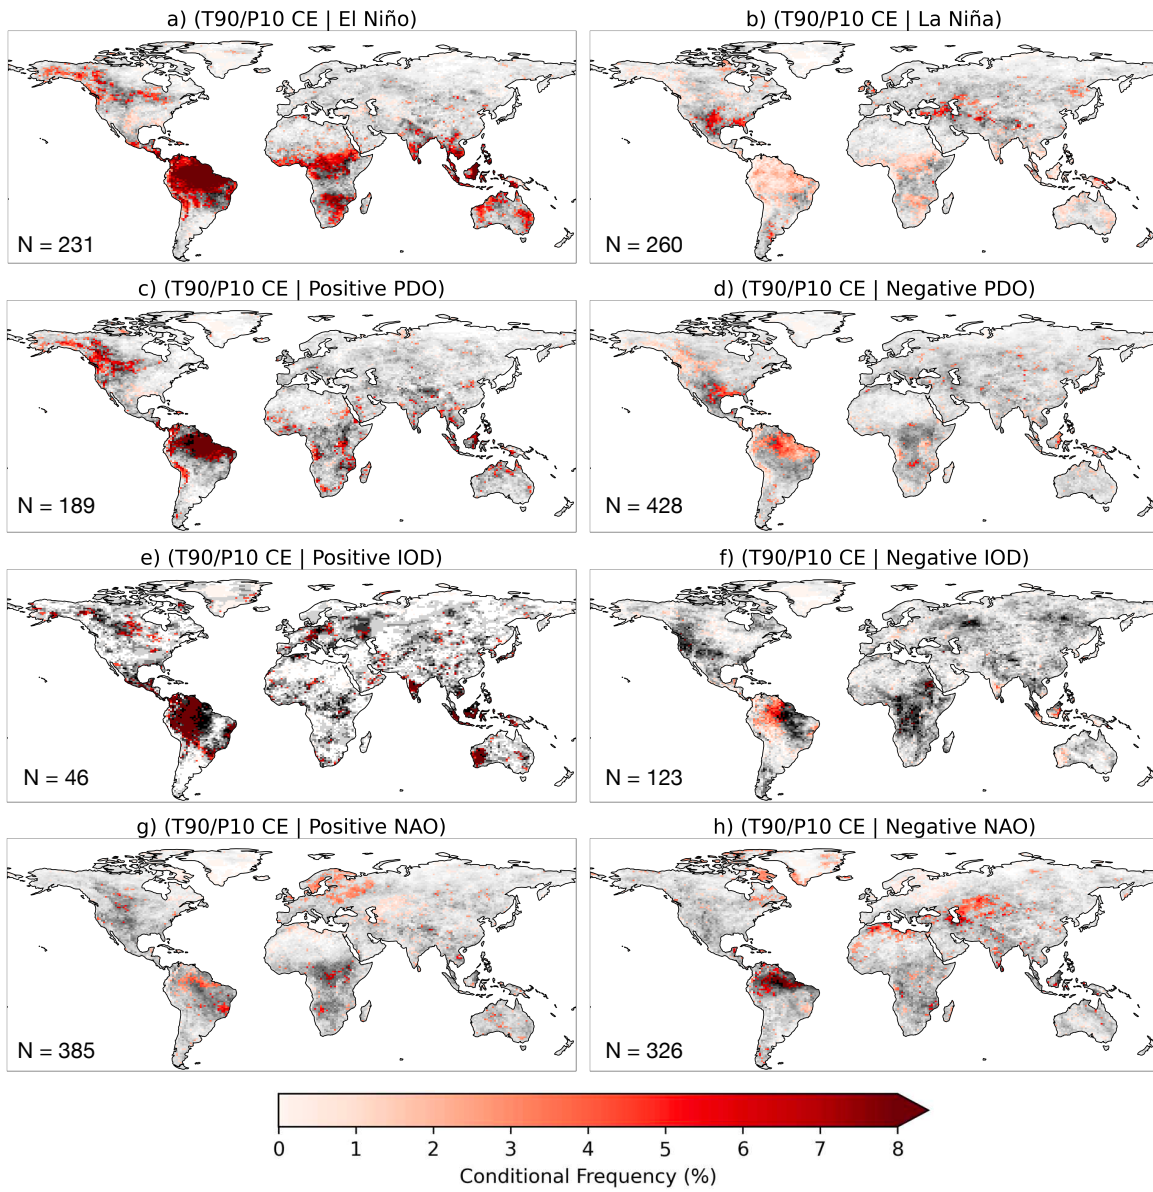 a) (T90/P10 CE | El Niño)
b) (T90/P10 CE | La Niña)
N = 231
N = 260
c) (T90/P10 CE | Positive PDO)
d) (T90/P10 CE | Negative PDO)
N = 189
N = 428
e) (T90/P10 CE | Positive IOD)
f) (T90/P10 CE | Negative IOD)
N = 46
N = 123
g) (T90/P10 CE | Positive NAO)
h) (T90/P10 CE | Negative NAO)
N = 385
N = 326
0 1 2 3 4 5 6 7 8
Conditional Frequency (%)